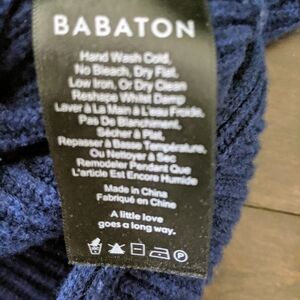 BABATON
Hand Wash Cold,
No Bleach, Dry Flat.
Low Iron, Or Dry Clean
Reshape Whilst Damp
Laver À La Main À L'eau Froide,
Pas De Blanchiment,
Sécher À Plat.
Repasser À Basse Température,
Ou Nettoyer À Sec
Remodeler Pendant Que
L'article Est Encore Humide
Made in China
Fabriqué en Chine
A little love
goes a long way.
P